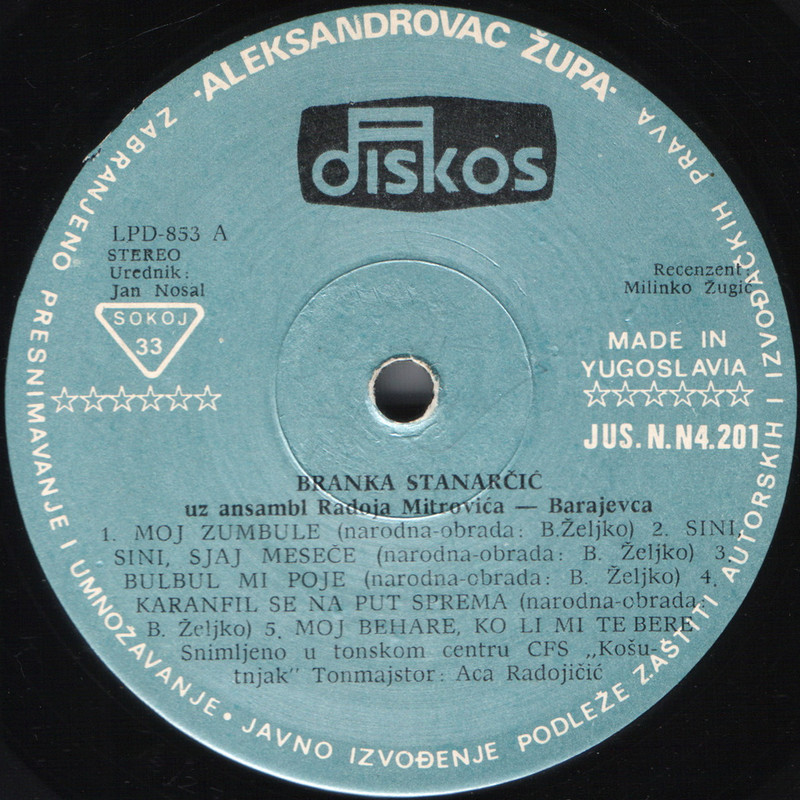 ·ALEKSANDROVAC ŽUPA·
diskos
LPD-853 A
STEREO
Urednik:
Jan Nosal
SOKOJ
33
☆☆☆☆☆☆
Recenzent:
Milinko Žugić
MADE IN
YUGOSLAVIA
☆☆☆☆☆☆
JUS. N. N4.201
BRANKA STANARČIĆ
uz ansambl Radoja Mitrovića — Barajevca
1. MOJ ZUMBULE (narodna-obrada: B.Željko) 2. SINI,
SINI, SJAJ MESEČE (narodna-obrada: B. Željko) 3.
BULBUL MI POJE (narodna-obrada: B. Željko) 4.
KARANFIL SE NA PUT SPREMA (narodna-obrada:
B. Željko) 5. MOJ BEHARE, KO LI MI TE BERE
Snimljeno u tonskom centru CFS „Košu-
tnjak" Tonmajstor: Aca Radojičić
ZABRANJENO PRESNIMAVANJE I UMNOŽAVANJE • JAVNO IZVOĐENJE PODLEŽE ZAŠTITI AUTORSKIH I IZVOĐAČKIH PRAVA